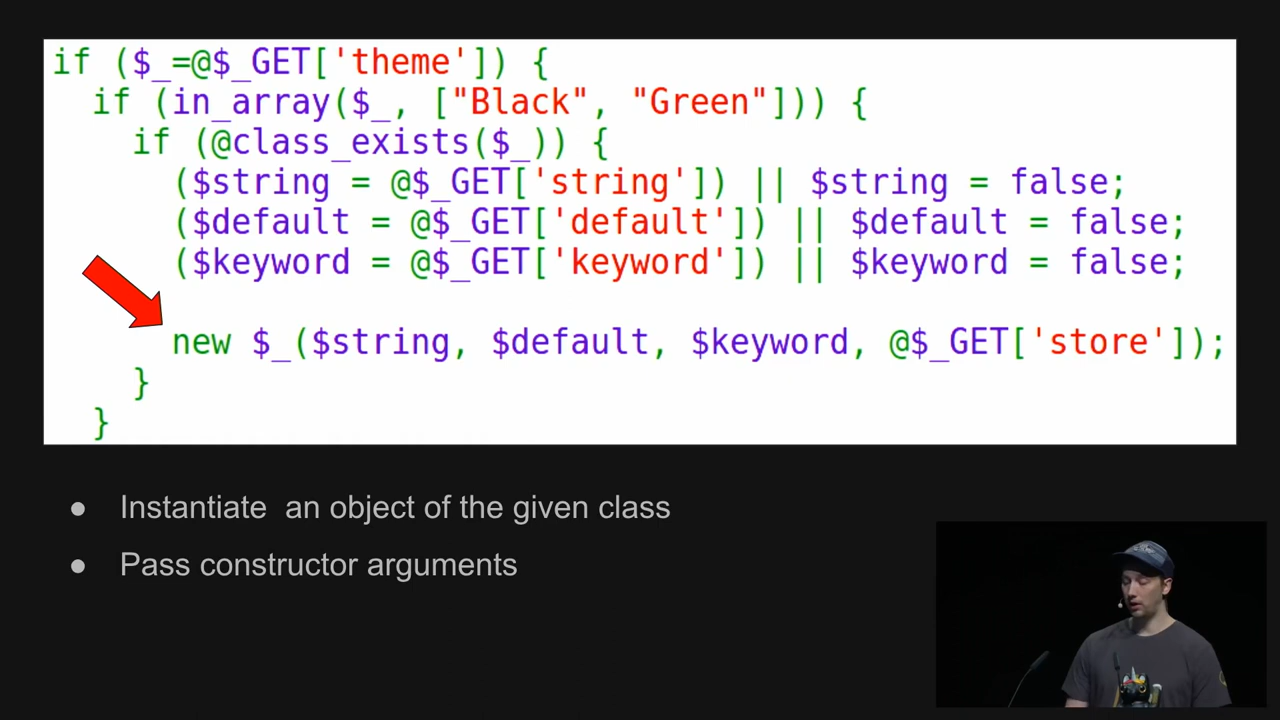 if ($_=@$_GET['theme']) {
if (in_array($_, ["Black", "Green"])) {
if (@class_exists($_)) {
($string = @$_GET['string']) || $string = false;
($default = @$_GET['default']) || $default = false;
($keyword = @$_GET['keyword']) || $keyword = false;
new $_($string, $default, $keyword, @$_GET['store']);
}
}
● Instantiate  an object of the given class
● Pass constructor arguments